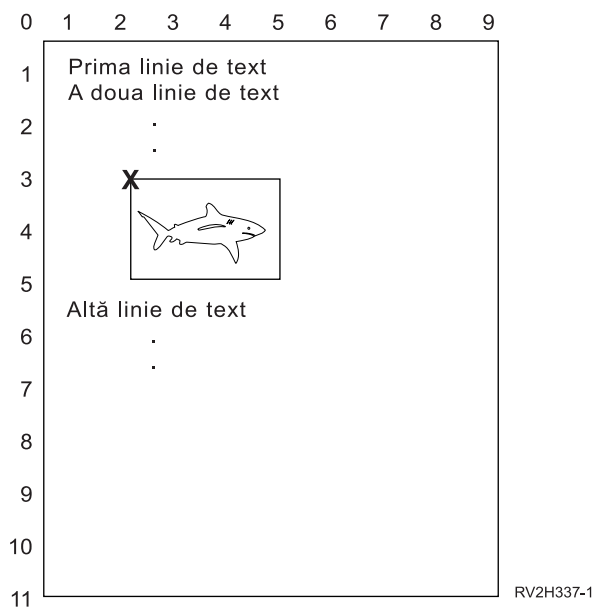 0 1 2 3 4 5 6 7 8 9
1
Prima linie de text
A doua linie de text
2
.
.
3
X
4
5
Altă linie de text
6
.
.
7
8
9
10
11
RV2H337-1